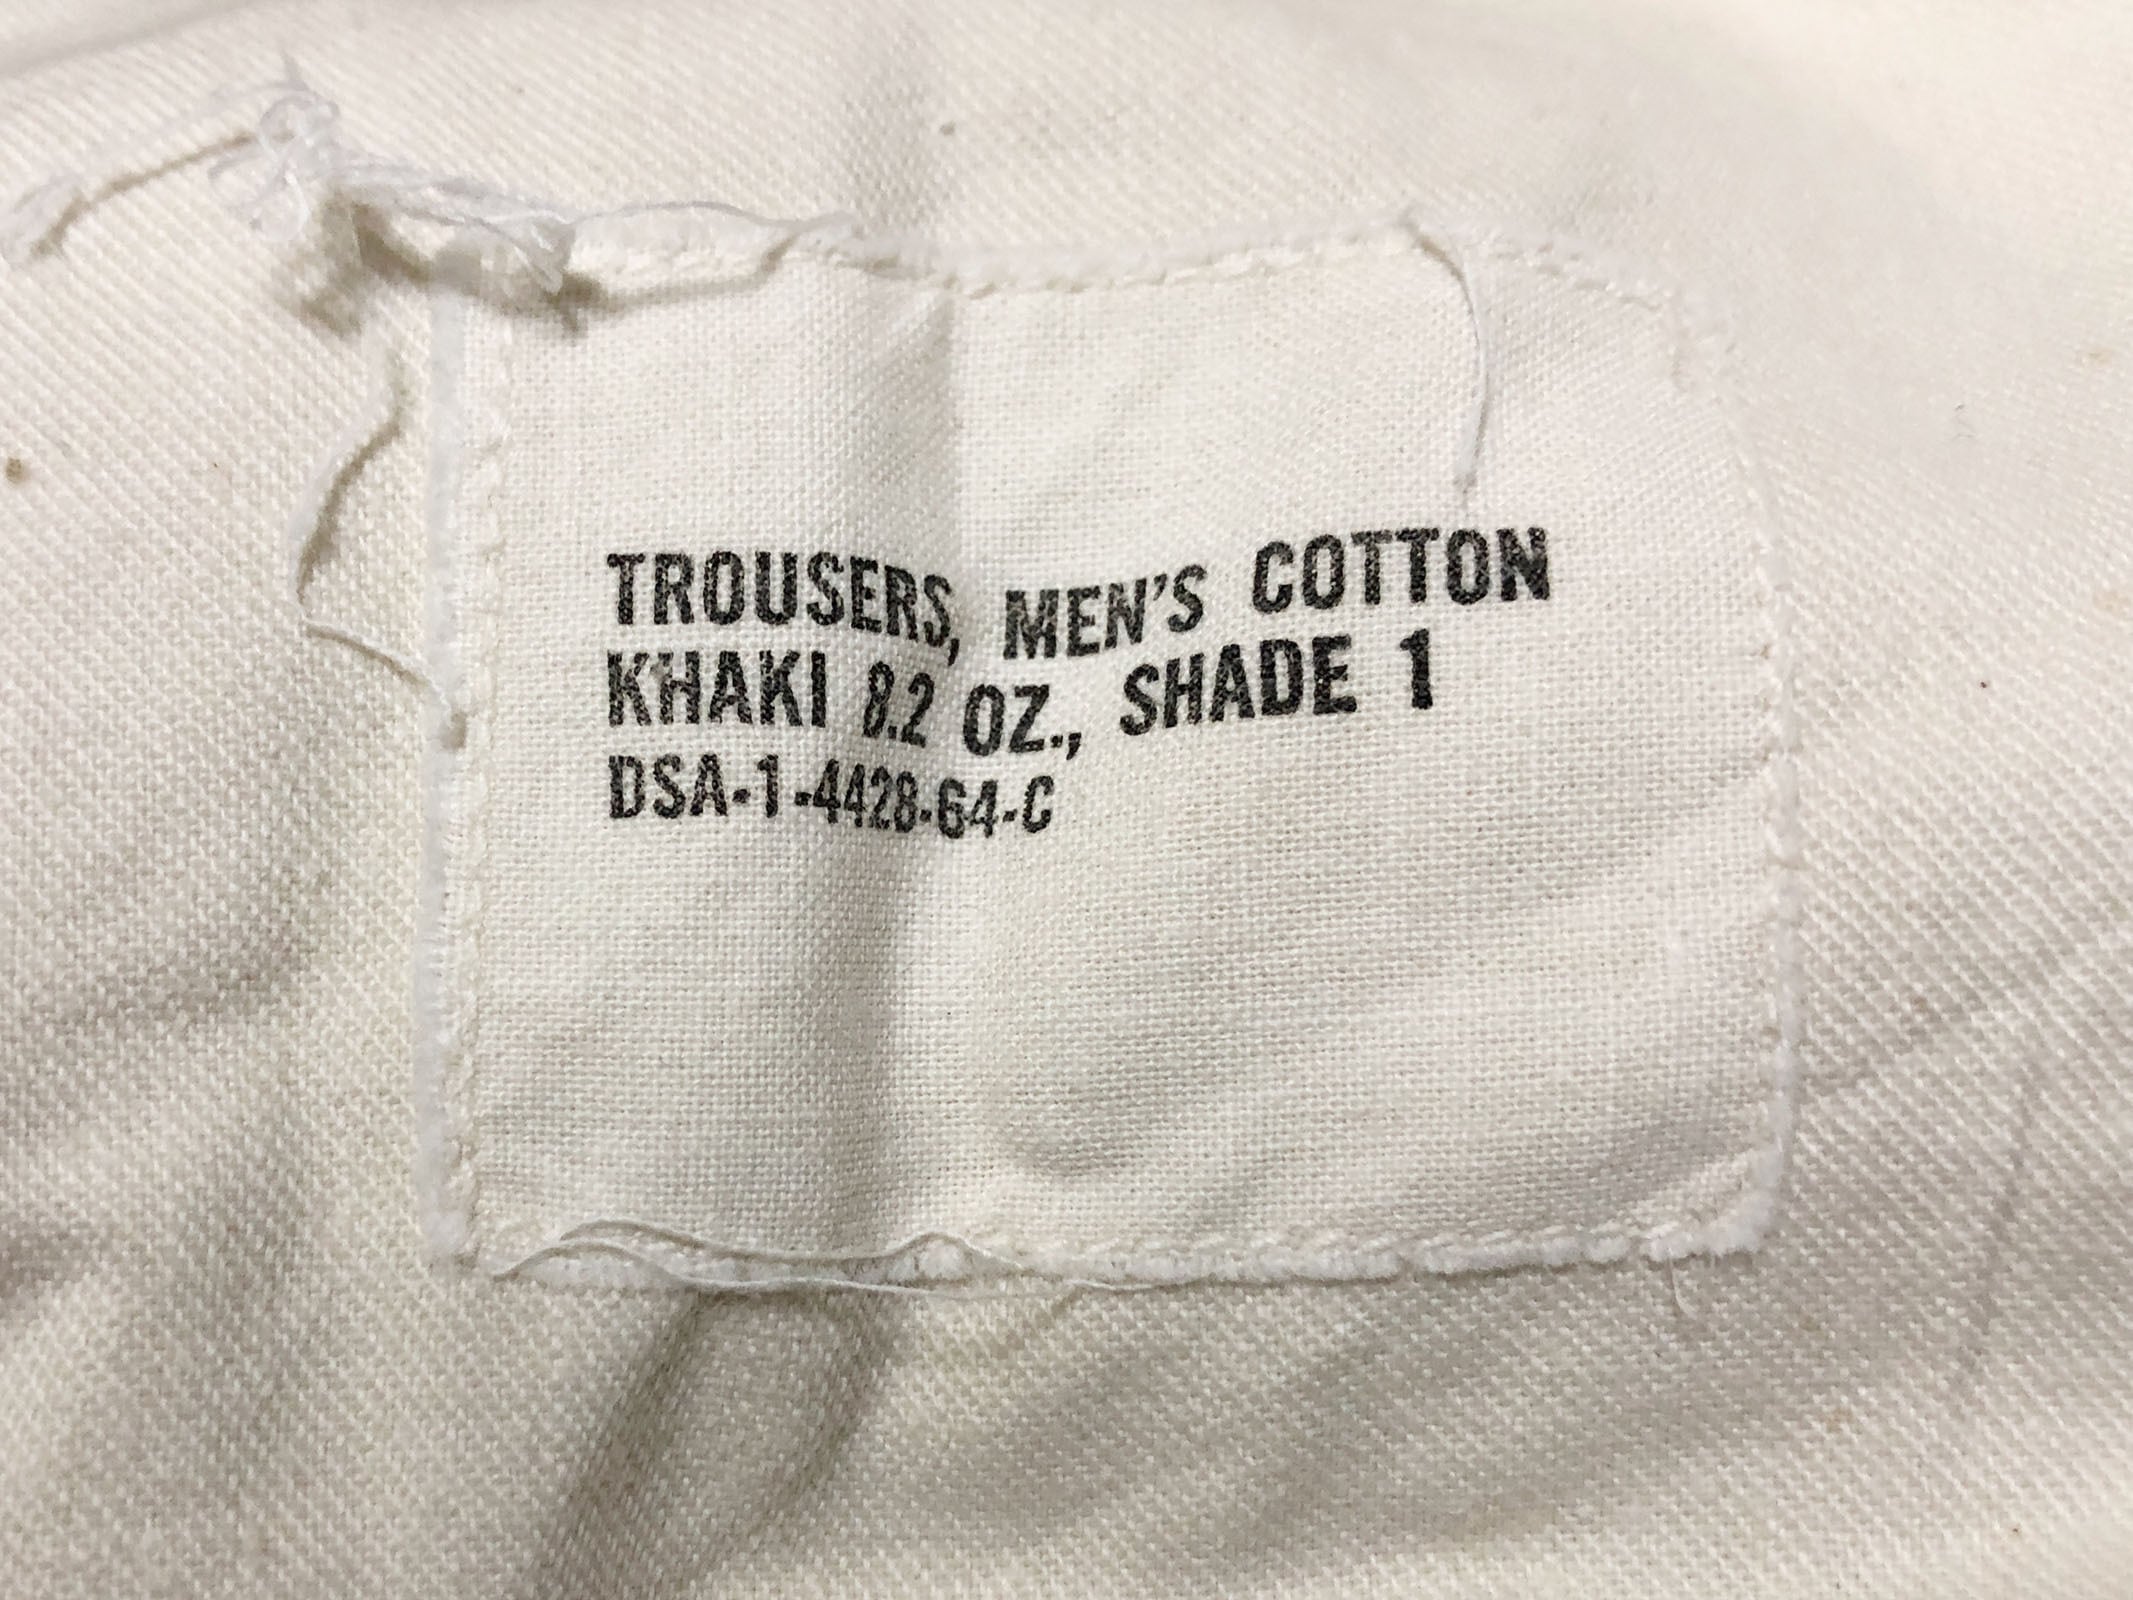 TROUSERS, MEN'S COTTON
KHAKI 8.2 OZ., SHADE 1
DSA-1-4428-64-C